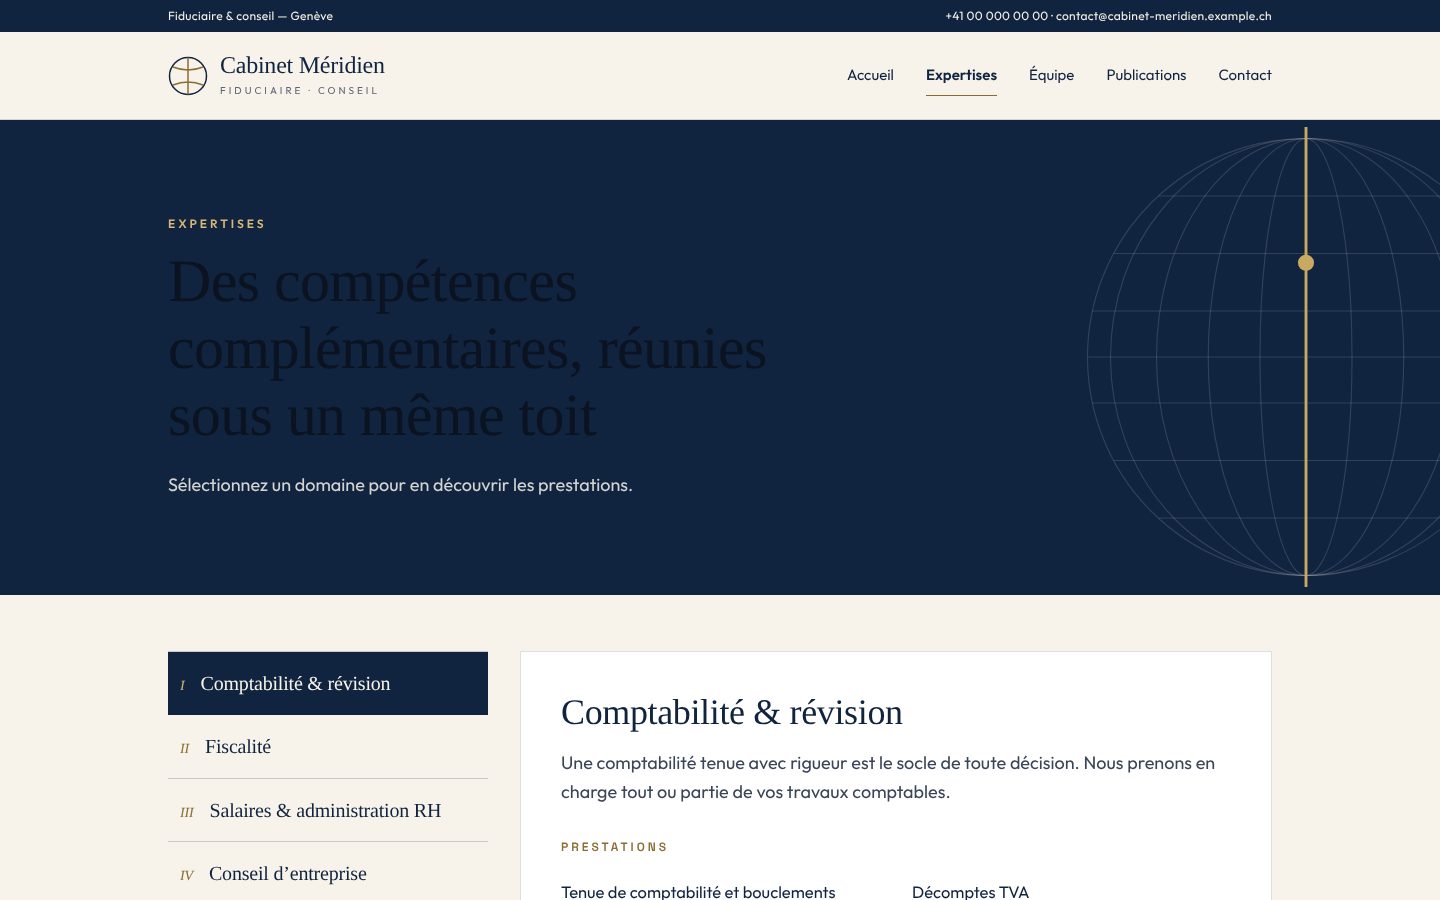 Fiduciaire & conseil — Genève
+41 00 000 00 00 · contact@cabinet-meridien.example.ch
Cabinet Méridien
FIDUCIAIRE · CONSEIL
Accueil
Expertises
Équipe
Publications
Contact
EXPERTISES
Des compétences
complémentaires, réunies
sous un même toit
Sélectionnez un domaine pour en découvrir les prestations.
I Comptabilité & révision
II Fiscalité
III Salaires & administration RH
IV Conseil d’entreprise
Comptabilité & révision
Une comptabilité tenue avec rigueur est le socle de toute décision. Nous prenons en
charge tout ou partie de vos travaux comptables.
PRESTATIONS
Tenue de comptabilité et bouclements
Décomptes TVA